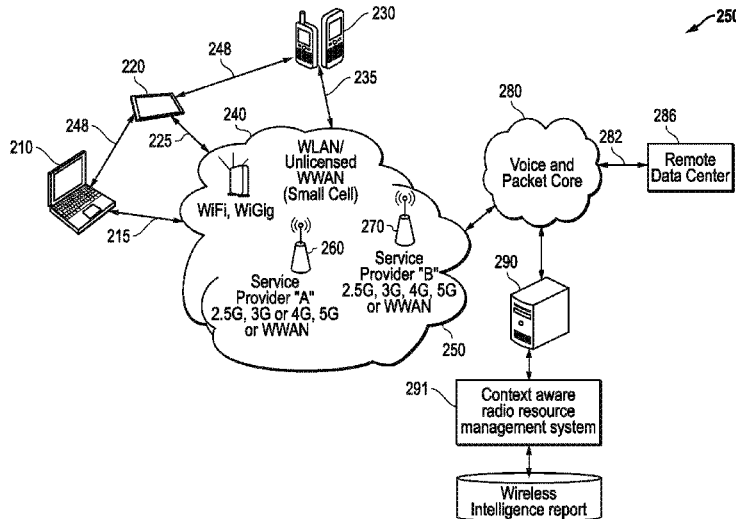 250
230
248
220
235
280
286
240
282
210
248
225
WLAN/
Unlicensed
WWAN
(Small Cell)
Voice and
Packet Core
Remote
Data Center
WiFi, WiGig
270
215
260
290
Service
Provider "A"
2.5G, 3G or 4G, 5G
or WWAN
Service
Provider "B"
2.5G, 3G, 4G, 5G
or WWAN
250
291
Context aware
radio resource
management system
Wireless
Intelligence report